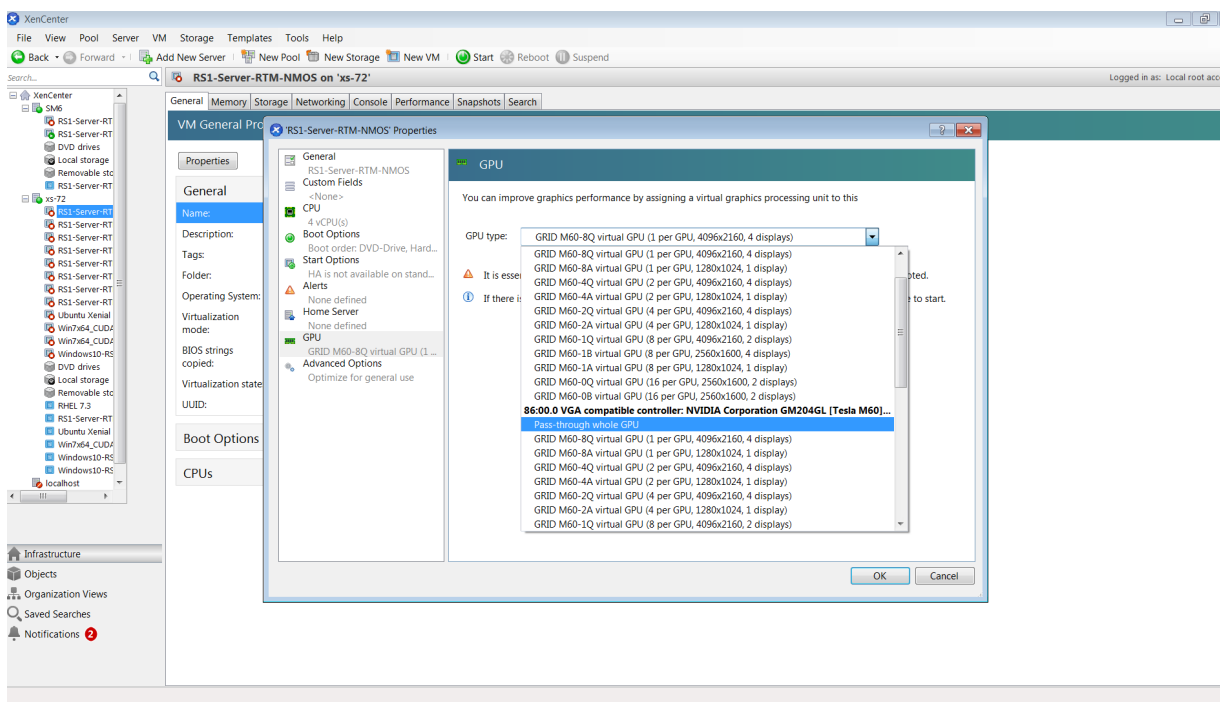 XenCenter
File View Pool Server VM Storage Templates Tools Help
Back Forward Add New Server New Pool New Storage New VM Start Reboot Suspend
Search...
RS1-Server-RTM-NMOS on 'xs-72'
Logged in as: Local root acc
XenCenter
SM6
RS1-Server-RT
RS1-Server-RT
DVD drives
Local storage
Removable sto
RS1-Server-RT
xs-72
RS1-Server-RT
RS1-Server-RT
RS1-Server-RT
RS1-Server-RT
RS1-Server-RT
RS1-Server-RT
RS1-Server-RT
RS1-Server-RT
Ubuntu Xenial
Win7x64_CUDA
Win7x64_CUDA
Windows10-RS
DVD drives
Local storage
Removable sto
RHEL 7.3
RS1-Server-RT
Ubuntu Xenial
Win7x64_CUDA
Windows10-RS
Windows10-RS
localhost
Infrastructure
Objects
Organization Views
Saved Searches
Notifications 2
General Memory Storage Networking Console Performance Snapshots Search
VM General Pro
Properties
General
Name:
Description:
Tags:
Folder:
Operating System:
Virtualization
mode:
BIOS strings
copied:
Virtualization state
UUID:
Boot Options
CPUs
'RS1-Server-RTM-NMOS' Properties
General
RS1-Server-RTM-NMOS
Custom Fields
<None>
CPU
4 vCPU(s)
Boot Options
Boot order: DVD-Drive, Hard...
Start Options
HA is not available on stand...
Alerts
None defined
Home Server
None defined
GPU
GRID M60-8Q virtual GPU (1 ...
Advanced Options
Optimize for general use
GPU
You can improve graphics performance by assigning a virtual graphics processing unit to this
GPU type: GRID M60-8Q virtual GPU (1 per GPU, 4096x2160, 4 displays)
It is esse
pted.
If there i
e to start.
GRID M60-8Q virtual GPU (1 per GPU, 4096x2160, 4 displays)
GRID M60-8A virtual GPU (1 per GPU, 1280x1024, 1 display)
GRID M60-4Q virtual GPU (2 per GPU, 4096x2160, 4 displays)
GRID M60-4A virtual GPU (2 per GPU, 1280x1024, 1 display)
GRID M60-2Q virtual GPU (4 per GPU, 4096x2160, 4 displays)
GRID M60-2A virtual GPU (4 per GPU, 1280x1024, 1 display)
GRID M60-1Q virtual GPU (8 per GPU, 4096x2160, 2 displays)
GRID M60-1B virtual GPU (8 per GPU, 2560x1600, 4 displays)
GRID M60-1A virtual GPU (8 per GPU, 1280x1024, 1 display)
GRID M60-0Q virtual GPU (16 per GPU, 2560x1600, 2 displays)
GRID M60-0B virtual GPU (16 per GPU, 2560x1600, 2 displays)
86:00.0 VGA compatible controller: NVIDIA Corporation GM204GL [Tesla M60]...
Pass-through whole GPU
GRID M60-8Q virtual GPU (1 per GPU, 4096x2160, 4 displays)
GRID M60-8A virtual GPU (1 per GPU, 1280x1024, 1 display)
GRID M60-4Q virtual GPU (2 per GPU, 4096x2160, 4 displays)
GRID M60-4A virtual GPU (2 per GPU, 1280x1024, 1 display)
GRID M60-2Q virtual GPU (4 per GPU, 4096x2160, 4 displays)
GRID M60-2A virtual GPU (4 per GPU, 1280x1024, 1 display)
GRID M60-1Q virtual GPU (8 per GPU, 4096x2160, 2 displays)
OK Cancel